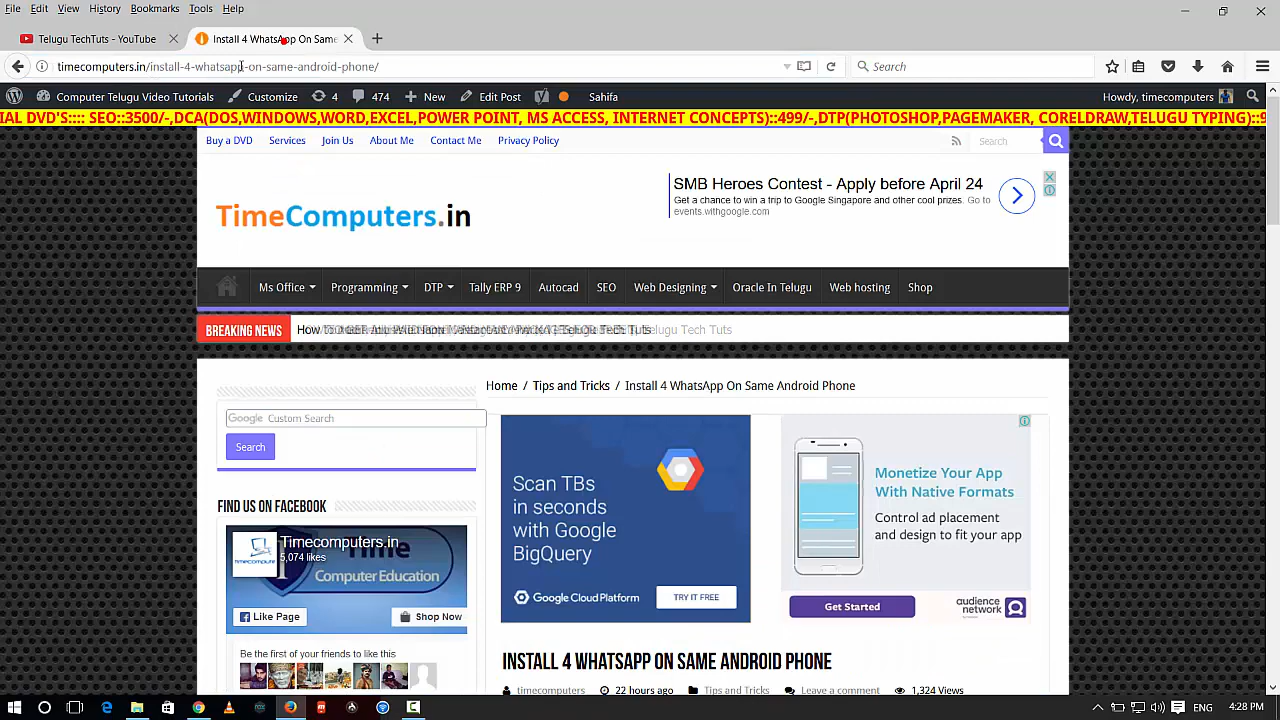 File Edit View History Bookmarks Tools Help
Telugu TechTuts - YouTube
Install 4 WhatsApp On Same
timecomputers.in/install-4-whatsapp-on-same-android-phone/
Search
Computer Telugu Video Tutorials Customize 4 474 New Edit Post Sahifa Howdy, timecomputers
IAL DVD'S:::: SEO::3500/-,DCA(DOS,WINDOWS,WORD,EXCEL,POWER POINT, MS ACCESS, INTERNET CONCEPTS)::499/-,DTP(PHOTOSHOP,PAGEMAKER, CORELDRAW,TELUGU TYPING)::9
Buy a DVD Services Join Us About Me Contact Me Privacy Policy Search
TimeComputers.in
SMB Heroes Contest - Apply before April 24
Get a chance to win a trip to Google Singapore and other cool prizes. Go to
events.withgoogle.com
Ms Office Programming DTP Tally ERP 9 Autocad SEO Web Designing Oracle In Telugu Web hosting Shop
BREAKING NEWS How Telugu Tech Tuts
Home / Tips and Tricks / Install 4 WhatsApp On Same Android Phone
Google Custom Search
Search
FIND US ON FACEBOOK
Timecomputers.in
5,074 likes
Time
Computer Education
Like Page Shop Now
Be the first of your friends to like this
Scan TBs
in seconds
with Google
BigQuery
Google Cloud Platform TRY IT FREE
Monetize Your App
With Native Formats
Control ad placement
and design to fit your app
Get Started
audience
network
INSTALL 4 WHATSAPP ON SAME ANDROID PHONE
timecomputers 22 hours ago Tips and Tricks Leave a comment 1,324 Views
ENG 4:28 PM